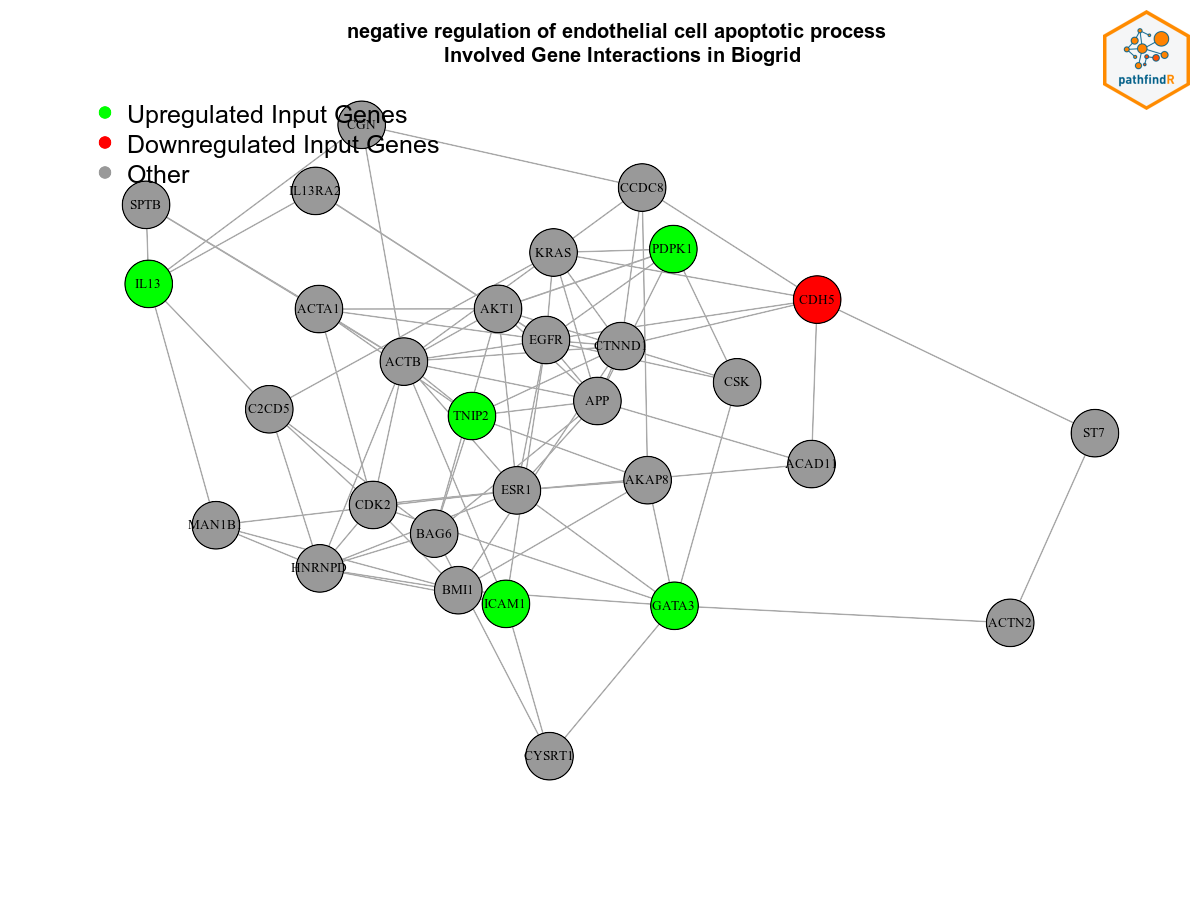 negative regulation of endothelial cell apoptotic process
Involved Gene Interactions in Biogrid
pathfindR
Upregulated Input Genes
Downregulated Input Genes
Other
CGN
IL13RA2
SPTB
CCDC8
KRAS
PDPK1
IL13
CDH5
ACTA1
AKT1
EGFR
CTNND
ACTB
CSK
C2CD5
APP
TNIP2
ST7
ACAD11
AKAP8
ESR1
CDK2
MAN1B1
BAG6
HNRNPD
BMI1
ICAM1
GATA3
ACTN2
CYSRT1